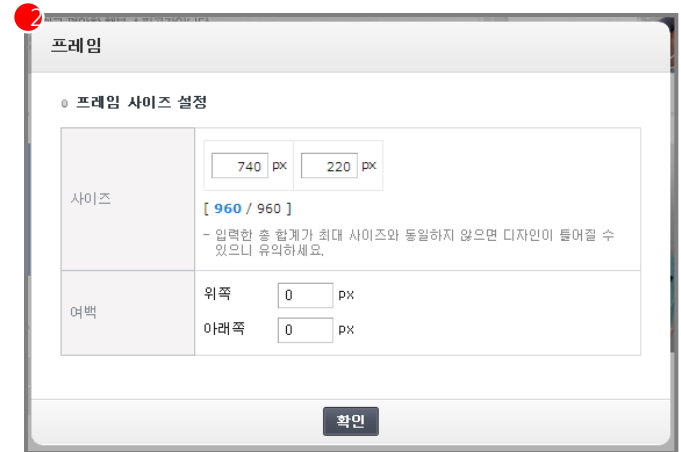 2
프레임
프레임 사이즈 설정
사이즈
740 px 220 px
[ 960 / 960 ]
- 입력한 총 합계가 최대 사이즈와 동일하지 않으면 디자인이 틀어질 수
있으니 유의하세요.
여백
위쪽 0 px
아래쪽 0 px
확인